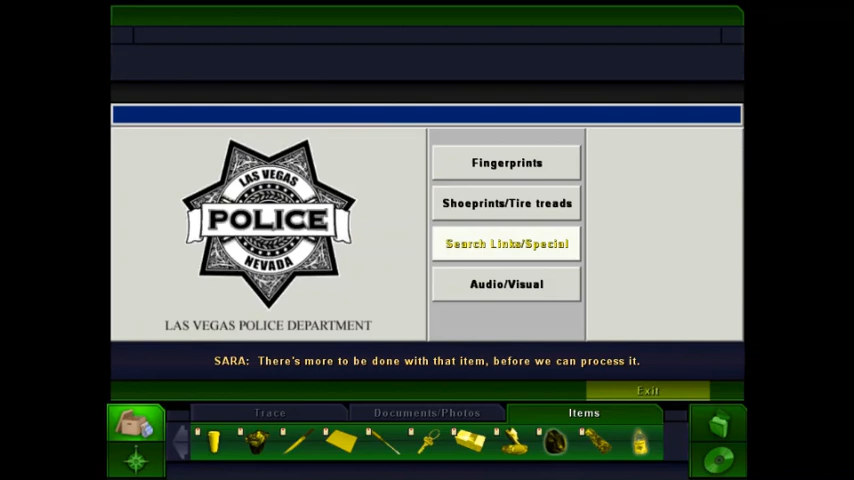 LAS VEGAS
POLICE
NEVADA
LAS VEGAS POLICE DEPARTMENT
Fingerprints
Shoeprints/Tire treads
Search Links/Special
Audio/Visual
SARA: There's more to be done with that item, before we can process it.
Exit
Trace
Documents/Photos
Items